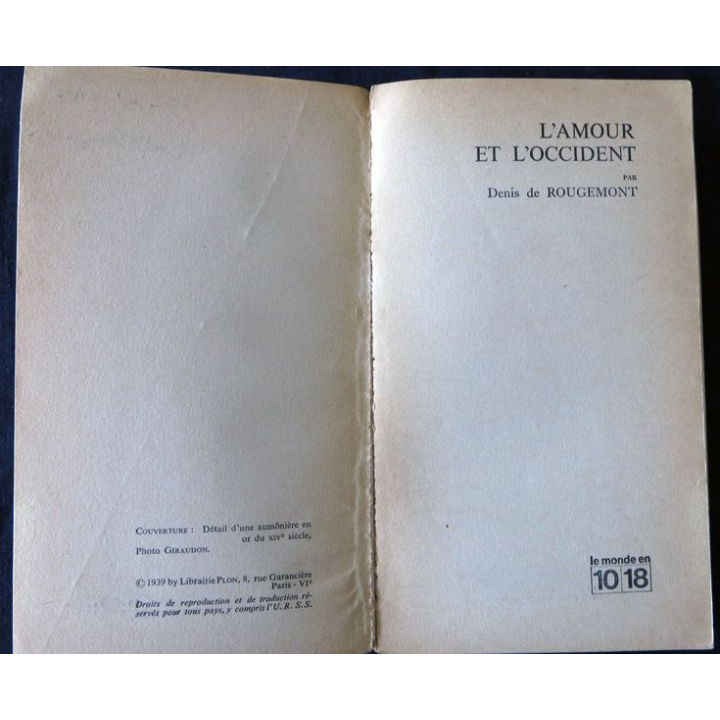 COUVERTURE : Détail d'une aumônière en
or du XIVe siècle,
Photo GIRAUDON.
© 1939 by Librairie PLON, 8, rue Garancière
Paris - VIe
Droits de reproduction et de traduction ré-
servés pour tous pays, y compris l'U.R.S.S.
L'AMOUR
ET L'OCCIDENT
PAR
Denis de ROUGEMONT
le monde en
10 18